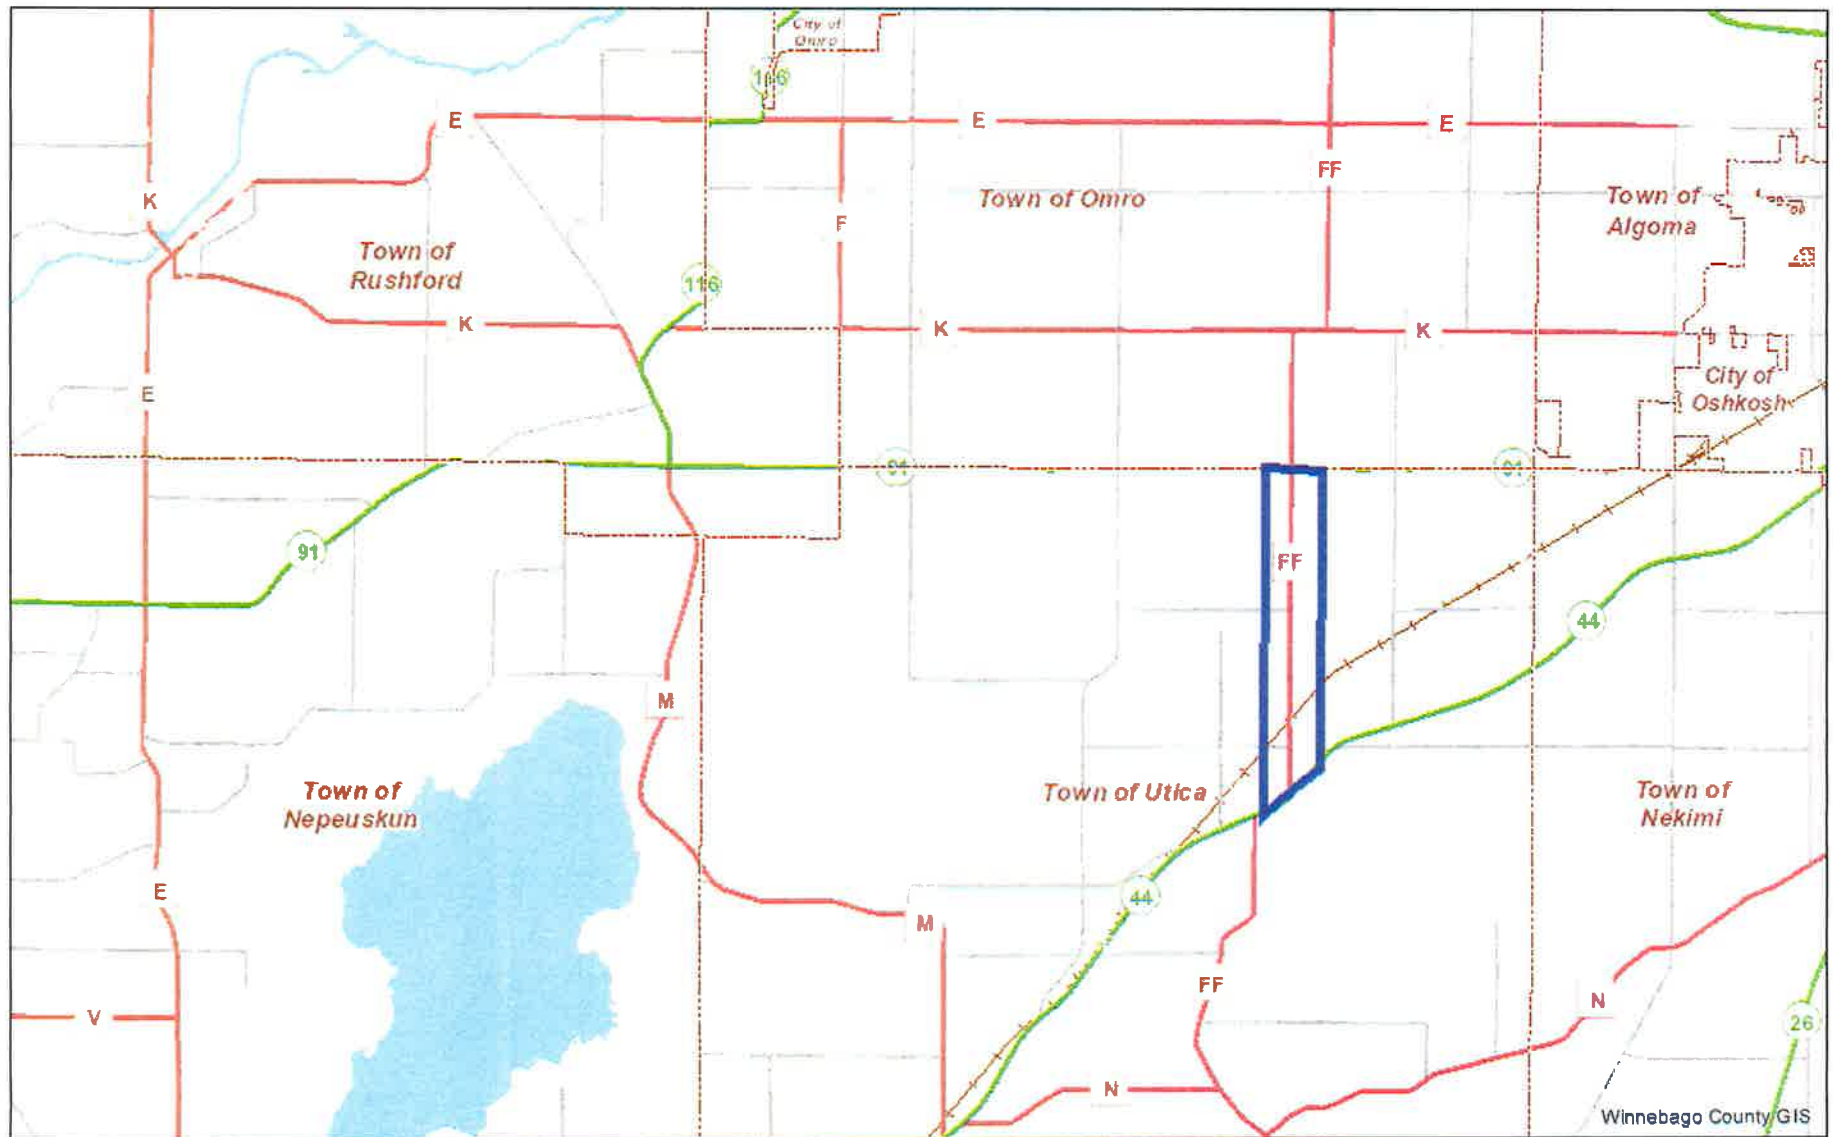 City of
Omro
116
E
E
E
FF
K
Town of Omro
Town of
Algoma
F
Town of
Rushford
116
K
K
K
E
City of
Oshkosh
91
91
91
FF
44
M
Town of
Nepeuskun
Town of Utica
Town of
Nekimi
E
44
M
FF
N
V
26
N
Winnebago County GIS